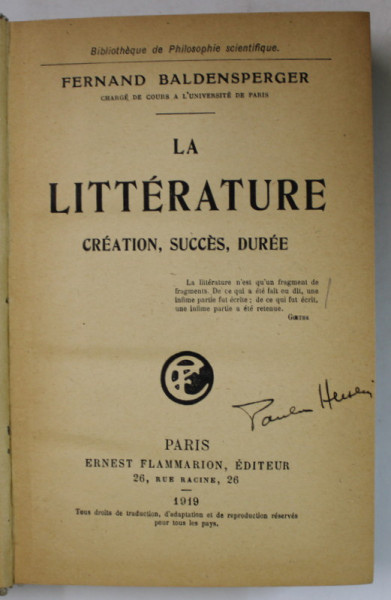 Bibliothèque de Philosophie scientifique.
FERNAND BALDENSPERGER
CHARGÉ DE COURS A L'UNIVERSITÉ DE PARIS
LA
LITTÉRATURE
CRÉATION, SUCCÈS, DURÉE
La littérature n'est qu'un fragment de
fragments. De ce qui a été fait ou dit, une
infime partie fut écrite ; de ce qui fut écrit,
une infime partie a été retenue.
GŒTHE
PARIS
ERNEST FLAMMARION, ÉDITEUR
26, RUE RACINE, 26
1919
Tous droits de traduction, d'adaptation et de reproduction réservés
pour tous les pays.